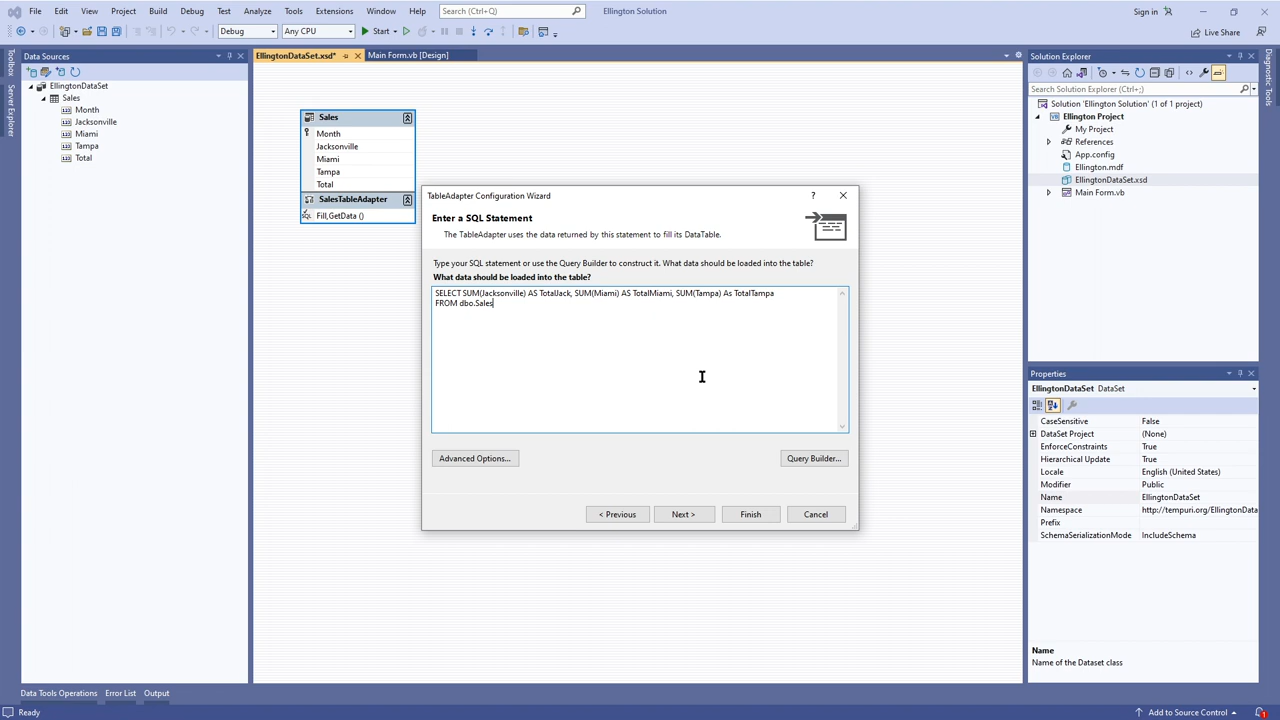 File Edit View Project Build Debug Test Analyze Tools Extensions Window Help Search (Ctrl+;) Ellington Solution Sign in
Debug Any CPU Start Live Share
Toolbox
Server Explorer
Data Sources
EllingtonDataSet
Sales
Month
Jacksonville
Miami
Tampa
Total
EllingtonDataSet.xsd* Main Form.vb [Design]
Sales
Month
Jacksonville
Miami
Tampa
Total
SalesTableAdapter
SQL Fill,GetData ()
TableAdapter Configuration Wizard ?
Enter a SQL Statement
The TableAdapter uses the data returned by this statement to fill its DataTable.
Type your SQL statement or use the Query Builder to construct it. What data should be loaded into the table?
What data should be loaded into the table?
SELECT SUM(Jacksonville) AS TotalJack, SUM(Miami) AS TotalMiami, SUM(Tampa) As TotalTampa
FROM dbo.Sales
Advanced Options... Query Builder...
< Previous Next > Finish Cancel
Solution Explorer
Search Solution Explorer (Ctrl+;)
Solution 'Ellington Solution' (1 of 1 project)
Ellington Project
My Project
References
App.config
Ellington.mdf
EllingtonDataSet.xsd
Main Form.vb
Diagnostic Tools
Properties
EllingtonDataSet DataSet
CaseSensitive False
DataSet Project (None)
EnforceConstraints True
Hierarchical Update True
Locale English (United States)
Modifier Public
Name EllingtonDataSet
Namespace http://tempuri.org/EllingtonData
Prefix
SchemaSerializationMode IncludeSchema
Name
Name of the Dataset class
Data Tools Operations Error List Output
Ready Add to Source Control 1